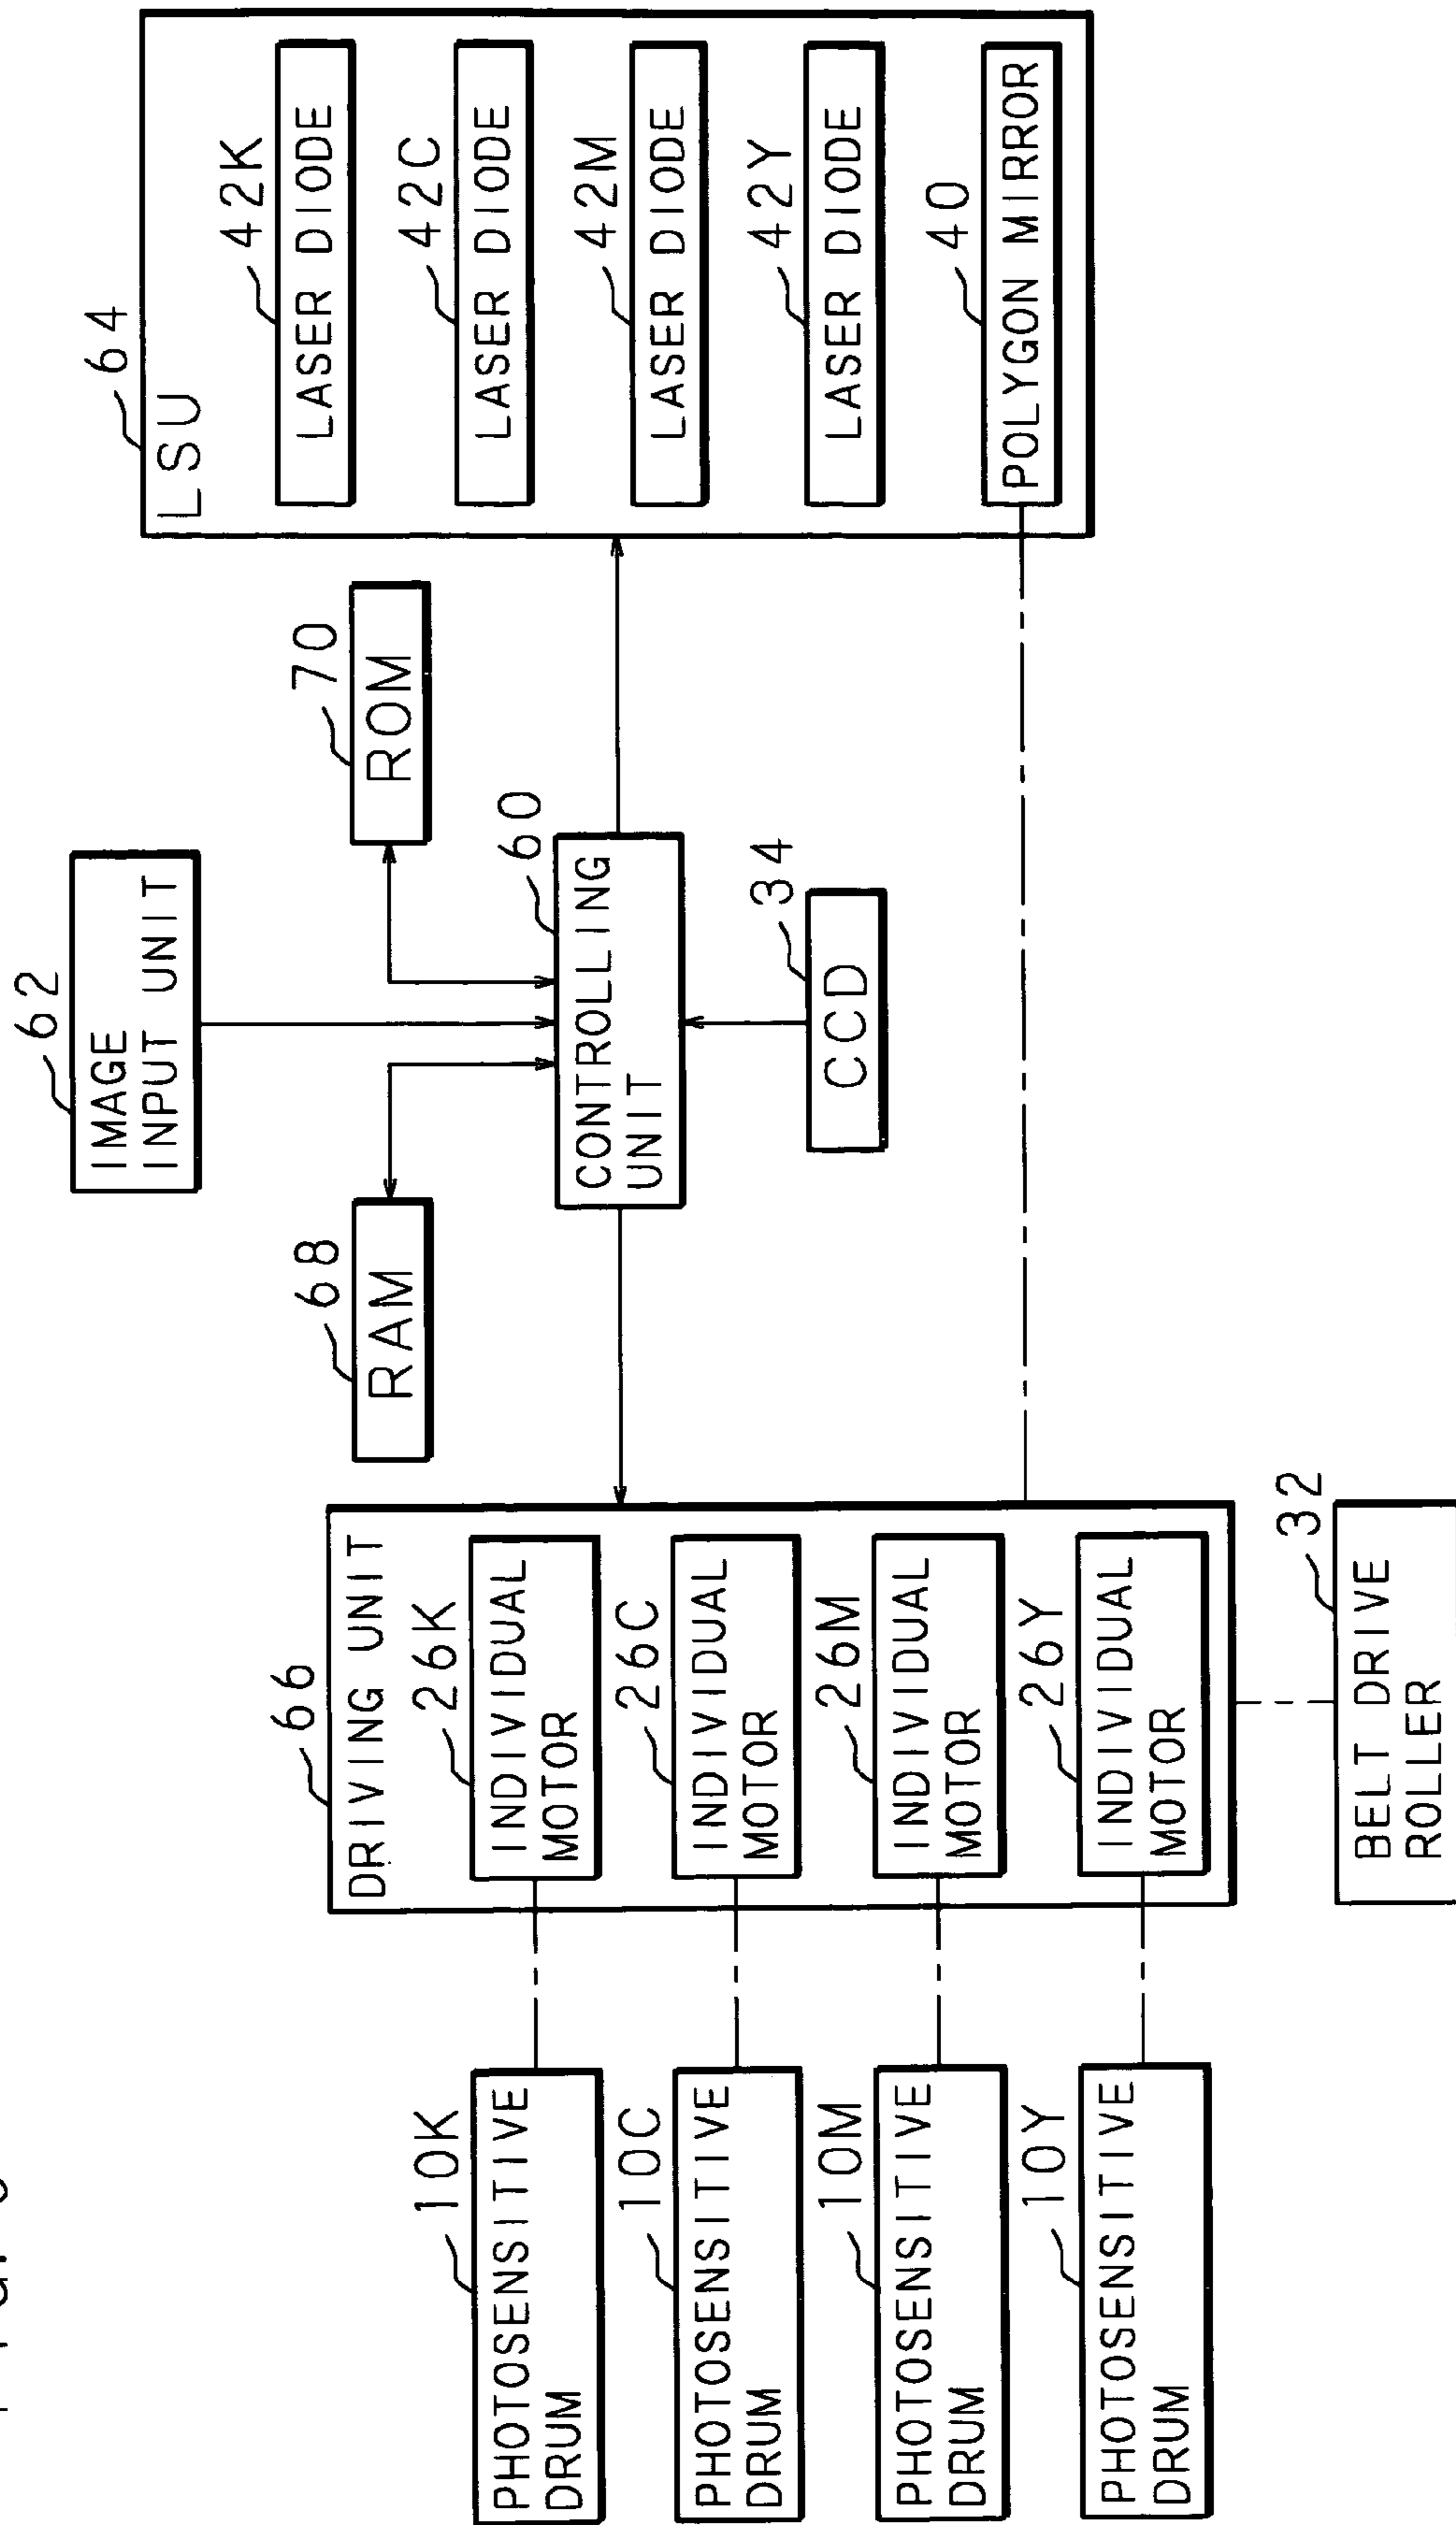 62
IMAGE
INPUT UNIT
64
LSU
42K
LASER DIODE
42C
LASER DIODE
42M
LASER DIODE
42Y
LASER DIODE
40
POLYGON MIRROR
68
RAM
70
ROM
60
CONTROLLING
UNIT
34
CCD
66
DRIVING UNIT
26K
INDIVIDUAL
MOTOR
26C
INDIVIDUAL
MOTOR
26M
INDIVIDUAL
MOTOR
26Y
INDIVIDUAL
MOTOR
10K
PHOTOSENSITIVE
DRUM
10C
PHOTOSENSITIVE
DRUM
10M
PHOTOSENSITIVE
DRUM
10Y
PHOTOSENSITIVE
DRUM
32
BELT DRIVE
ROLLER